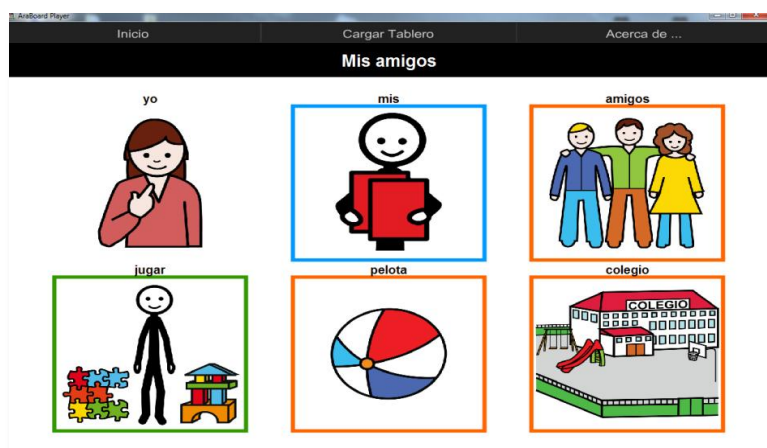 AraBoard Player
Inicio Cargar Tablero Acerca de ...
Mis amigos
yo mis amigos
jugar pelota colegio
COLEGIO